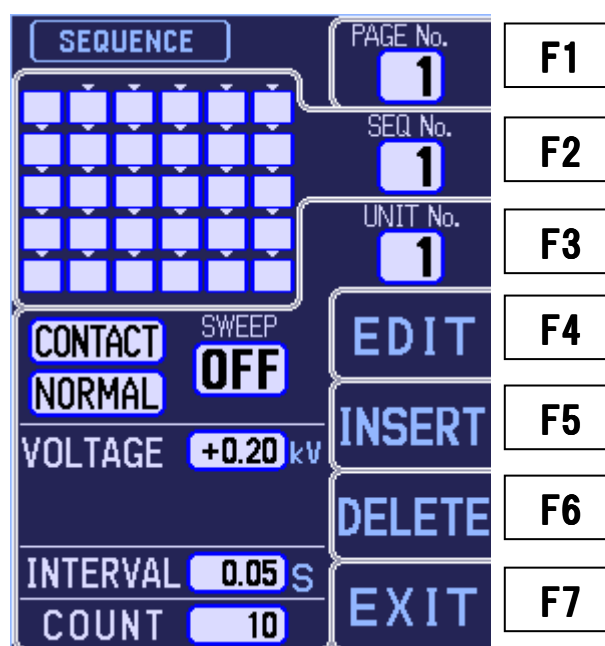 SEQUENCE
PAGE No.
1
F1
SEQ No.
1
F2
UNIT No.
1
F3
CONTACT
NORMAL
SWEEP
OFF
EDIT
F4
VOLTAGE +0.20 kV
INSERT
F5
DELETE
F6
INTERVAL 0.05 S
COUNT 10
EXIT
F7